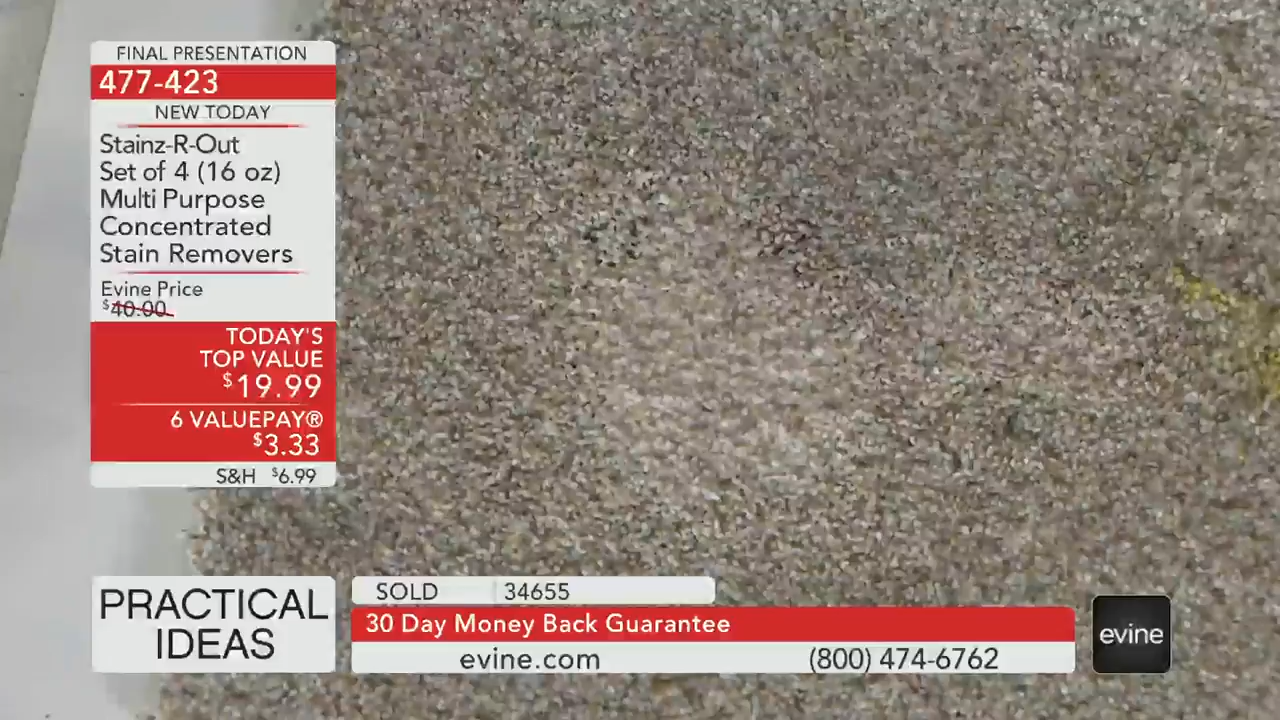 FINAL PRESENTATION
477-423
NEW TODAY
Stainz-R-Out
Set of 4 (16 oz)
Multi Purpose
Concentrated
Stain Removers
Evine Price
$40.00
TODAY'S
TOP VALUE
$19.99
6 VALUEPAY®
$3.33
S&H $6.99
PRACTICAL
IDEAS
SOLD 34655
30 Day Money Back Guarantee
evine.com (800) 474-6762
evine